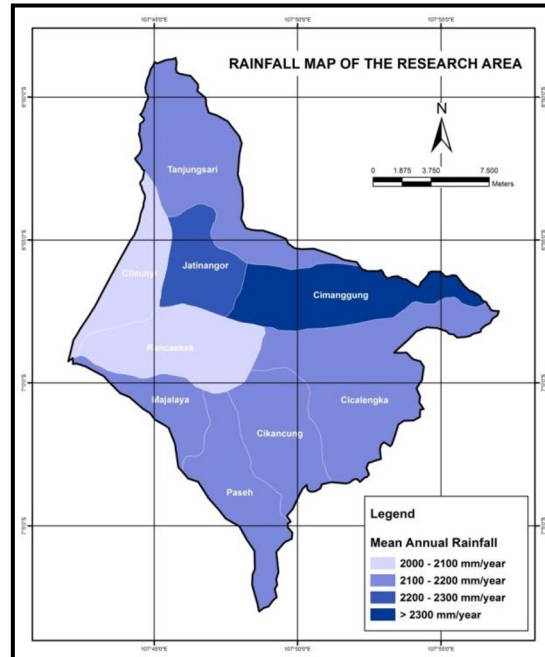 107°45'0"E 107°50'0"E 107°55'0"E
RAINFALL MAP OF THE RESEARCH AREA
N
0 1.875 3.750 7.500
Meters
Tanjungsari
Jatinangor
Cileunyi
Cimanggung
Rancaekek
Majalaya
Cicalengka
Cikancung
Paseh
Legend
Mean Annual Rainfall
2000 - 2100 mm/year
2100 - 2200 mm/year
2200 - 2300 mm/year
> 2300 mm/year
6°55'0"S
7°0'0"S
7°5'0"S